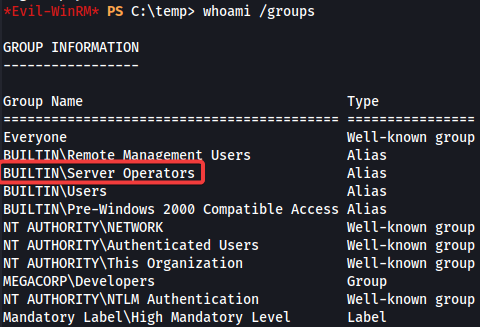 *Evil-WinRM* PS C:\temp> whoami /groups
GROUP INFORMATION
-----------------
Group Name Type
========================================== ================
Everyone Well-known group
BUILTIN\Remote Management Users Alias
BUILTIN\Server Operators Alias
BUILTIN\Users Alias
BUILTIN\Pre-Windows 2000 Compatible Access Alias
NT AUTHORITY\NETWORK Well-known group
NT AUTHORITY\Authenticated Users Well-known group
NT AUTHORITY\This Organization Well-known group
MEGACORP\Developers Group
NT AUTHORITY\NTLM Authentication Well-known group
Mandatory Label\High Mandatory Level Label